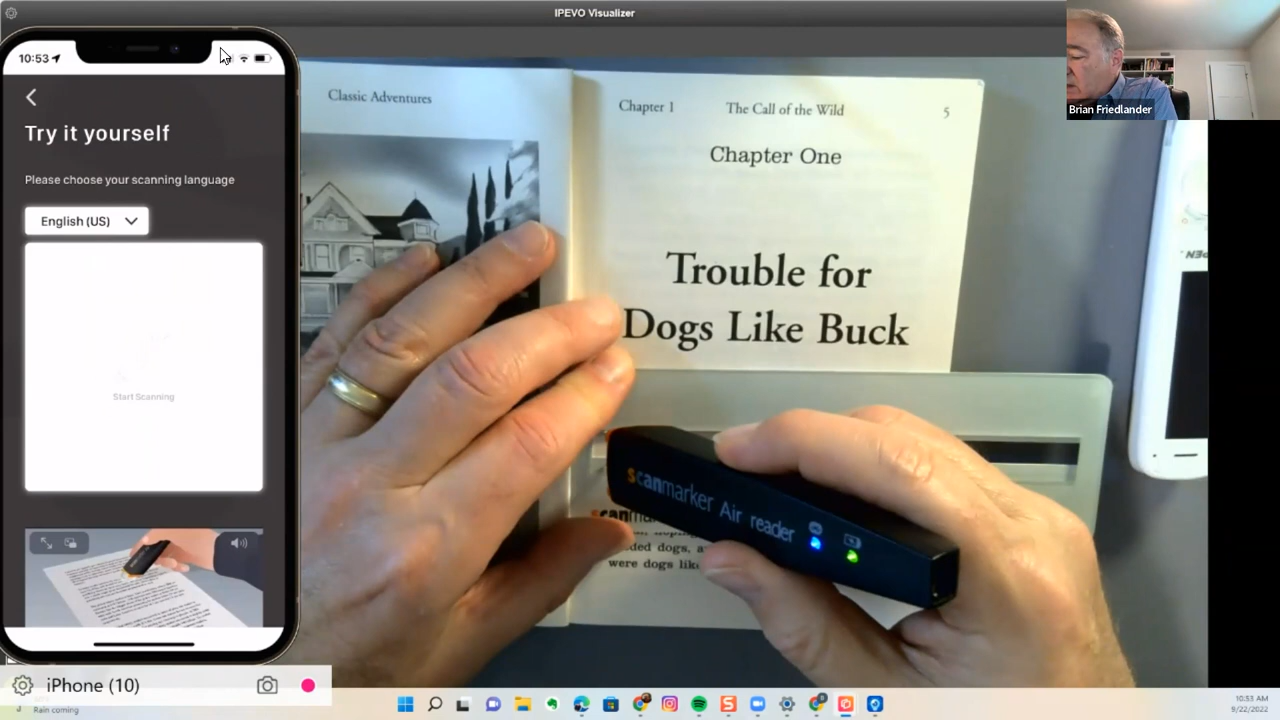 IPEVO Visualizer
10:53
Try it yourself
Please choose your scanning language
English (US)
Start Scanning
iPhone (10)
Classic Adventures
Chapter 1 The Call of the Wild 5
Chapter One
Trouble for
Dogs Like Buck
scanmarker Air reader
scanma
ded dogs, a
were dogs like
Brian Friedlander
Rain coming
10:53 AM
9/22/2022